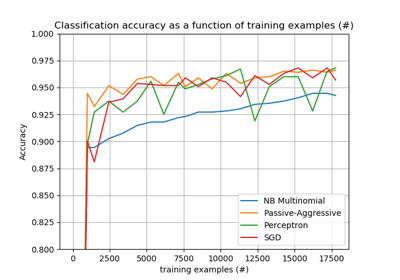 Classification accuracy as a function of training examples (#)
1.000
0.975
0.950
0.925
0.900
0.875
0.850
0.825
0.800
Accuracy
NB Multinomial
Passive-Aggressive
Perceptron
SGD
0 2500 5000 7500 10000 12500 15000 17500
training examples (#)